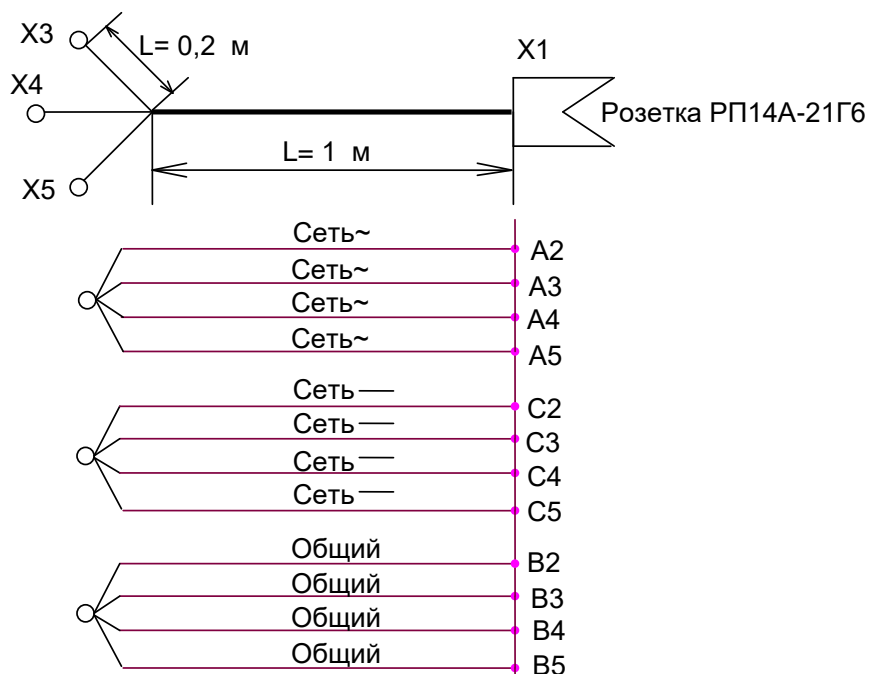 X3
L= 0,2 м
X1
X4
Розетка РП14А-21Г6
L= 1 м
X5
Сеть~
A2
Сеть~
A3
Сеть~
A4
Сеть~
A5
Сеть —
C2
Сеть —
C3
Сеть —
C4
Сеть —
C5
Общий
B2
Общий
B3
Общий
B4
Общий
B5